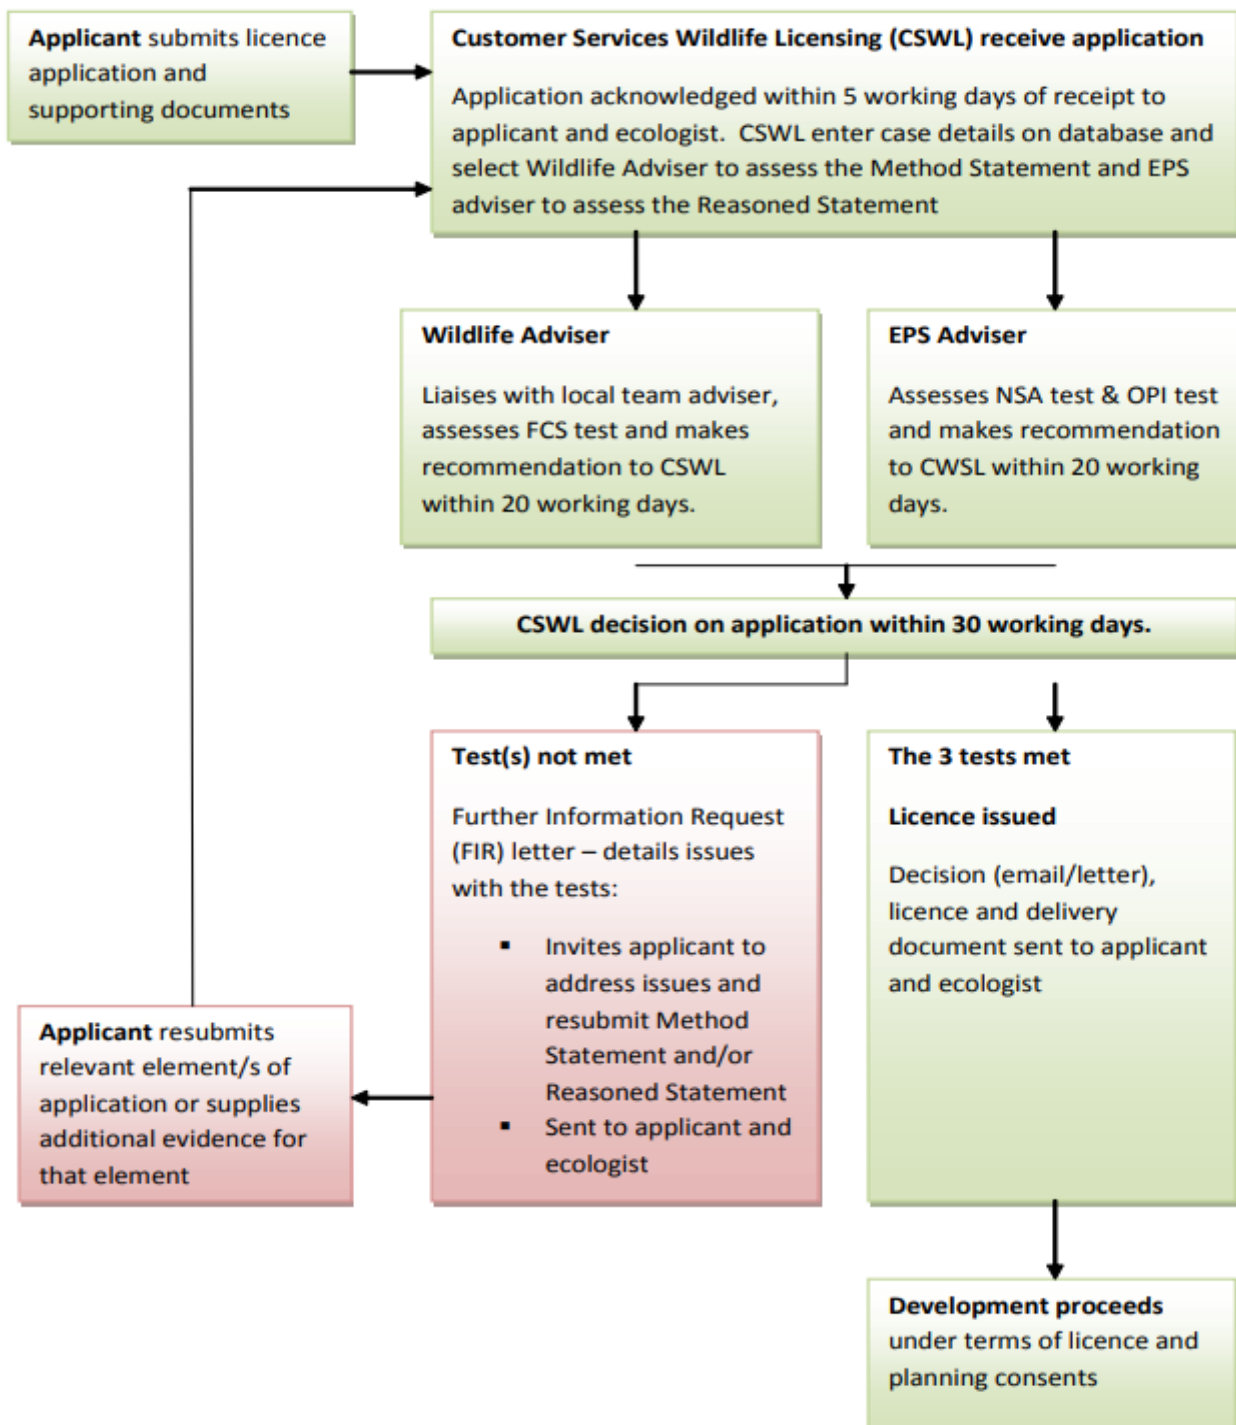 Applicant submits licence
application and
supporting documents
Customer Services Wildlife Licensing (CSWL) receive application
Application acknowledged within 5 working days of receipt to
applicant and ecologist.  CSWL enter case details on database and
select Wildlife Adviser to assess the Method Statement and EPS
adviser to assess the Reasoned Statement
Wildlife Adviser
Liaises with local team adviser,
assesses FCS test and makes
recommendation to CSWL
within 20 working days.
EPS Adviser
Assesses NSA test & OPI test
and makes recommendation
to CWSL within 20 working
days.
CSWL decision on application within 30 working days.
Test(s) not met
Further Information Request
(FIR) letter – details issues
with the tests:
▪ Invites applicant to
address issues and
resubmit Method
Statement and/or
Reasoned Statement
▪ Sent to applicant and
ecologist
The 3 tests met
Licence issued
Decision (email/letter),
licence and delivery
document sent to applicant
and ecologist
Applicant resubmits
relevant element/s of
application or supplies
additional evidence for
that element
Development proceeds
under terms of licence and
planning consents